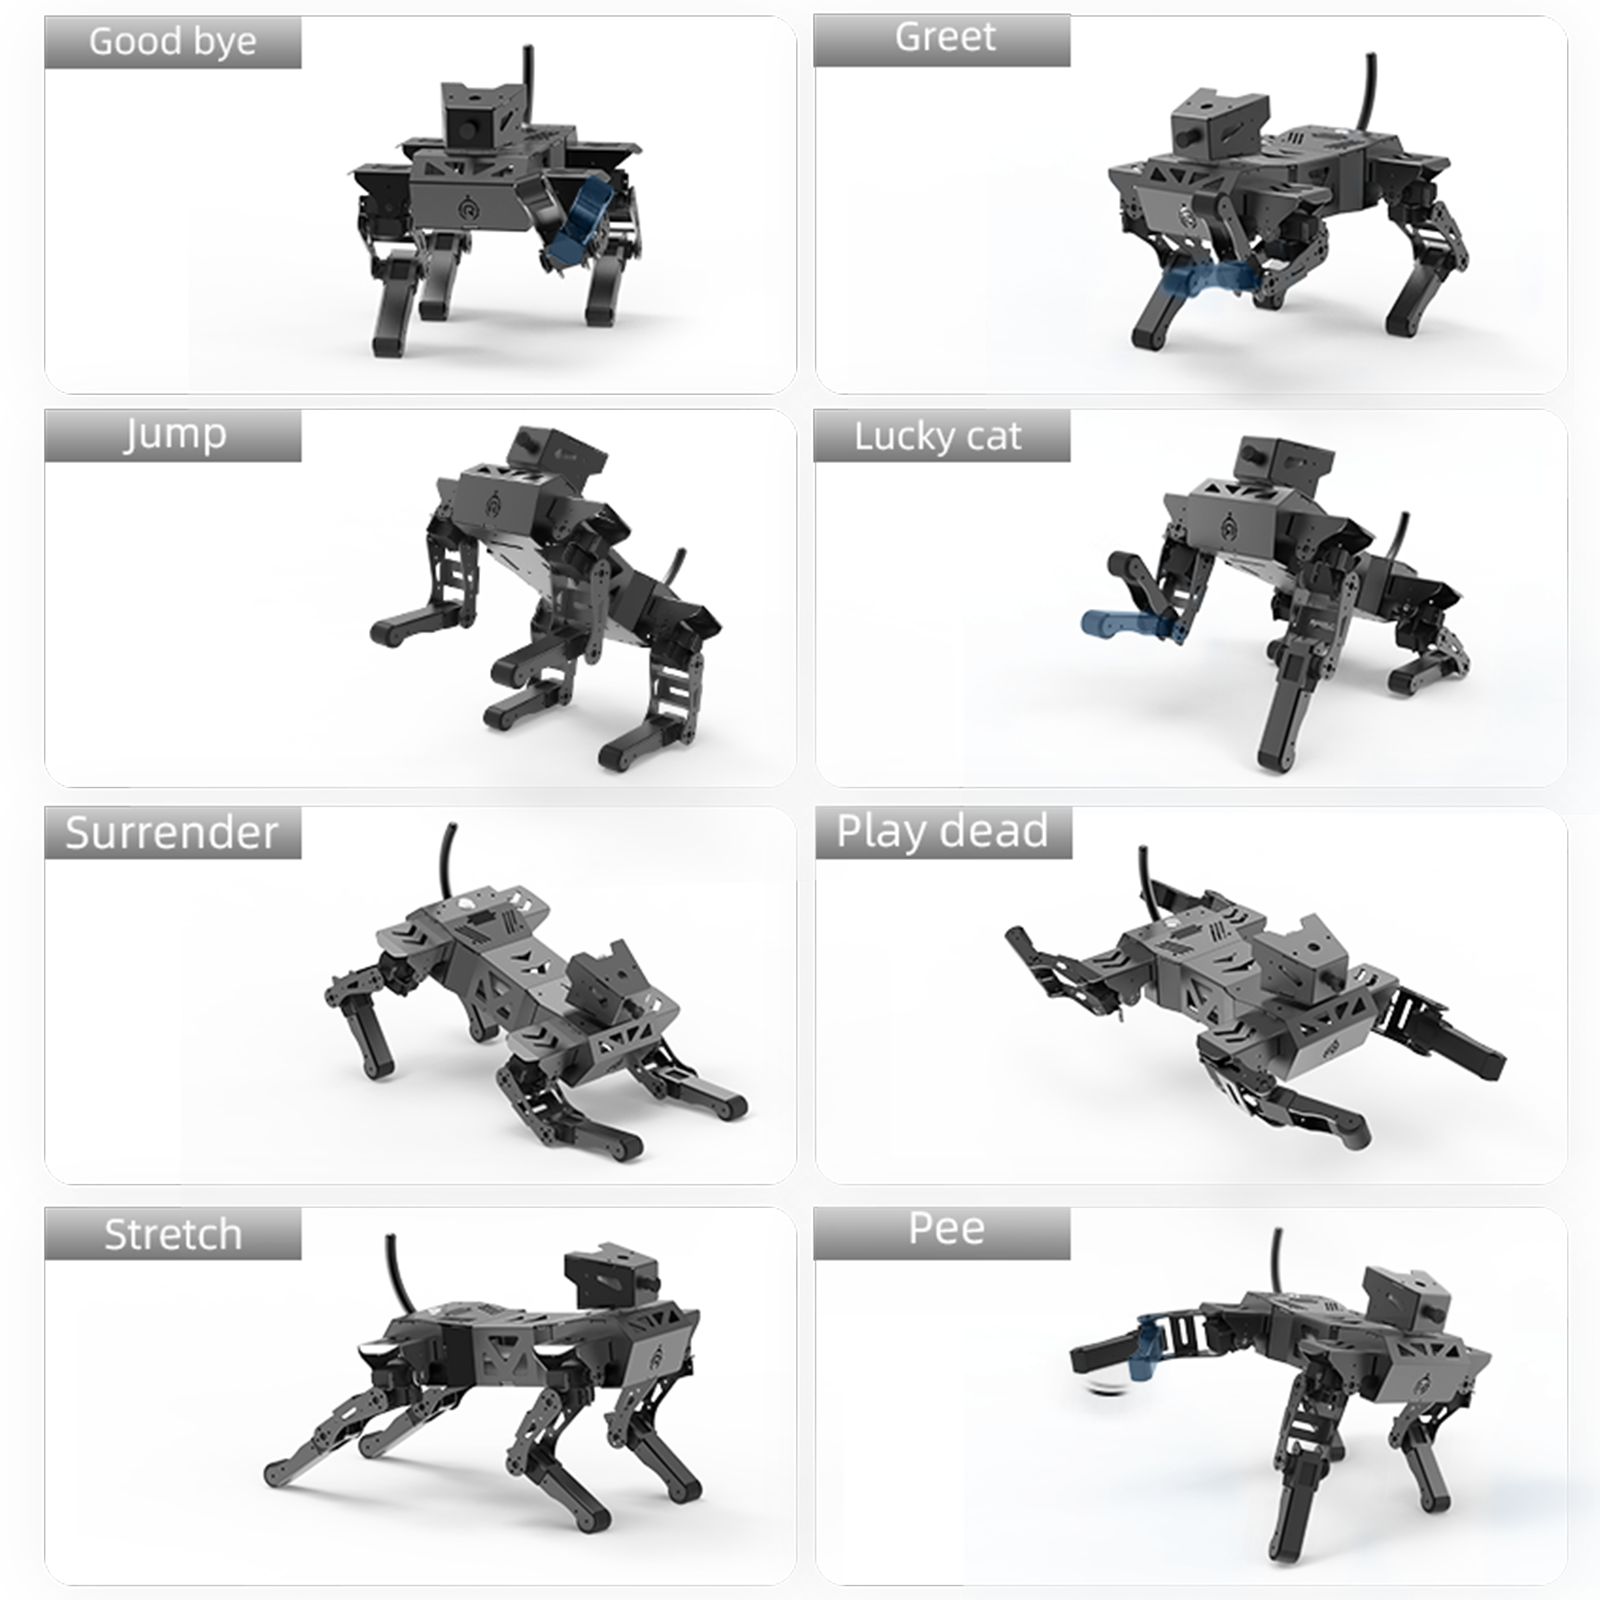 Good bye
Greet
Jump
Lucky cat
Surrender
Play dead
Stretch
Pee